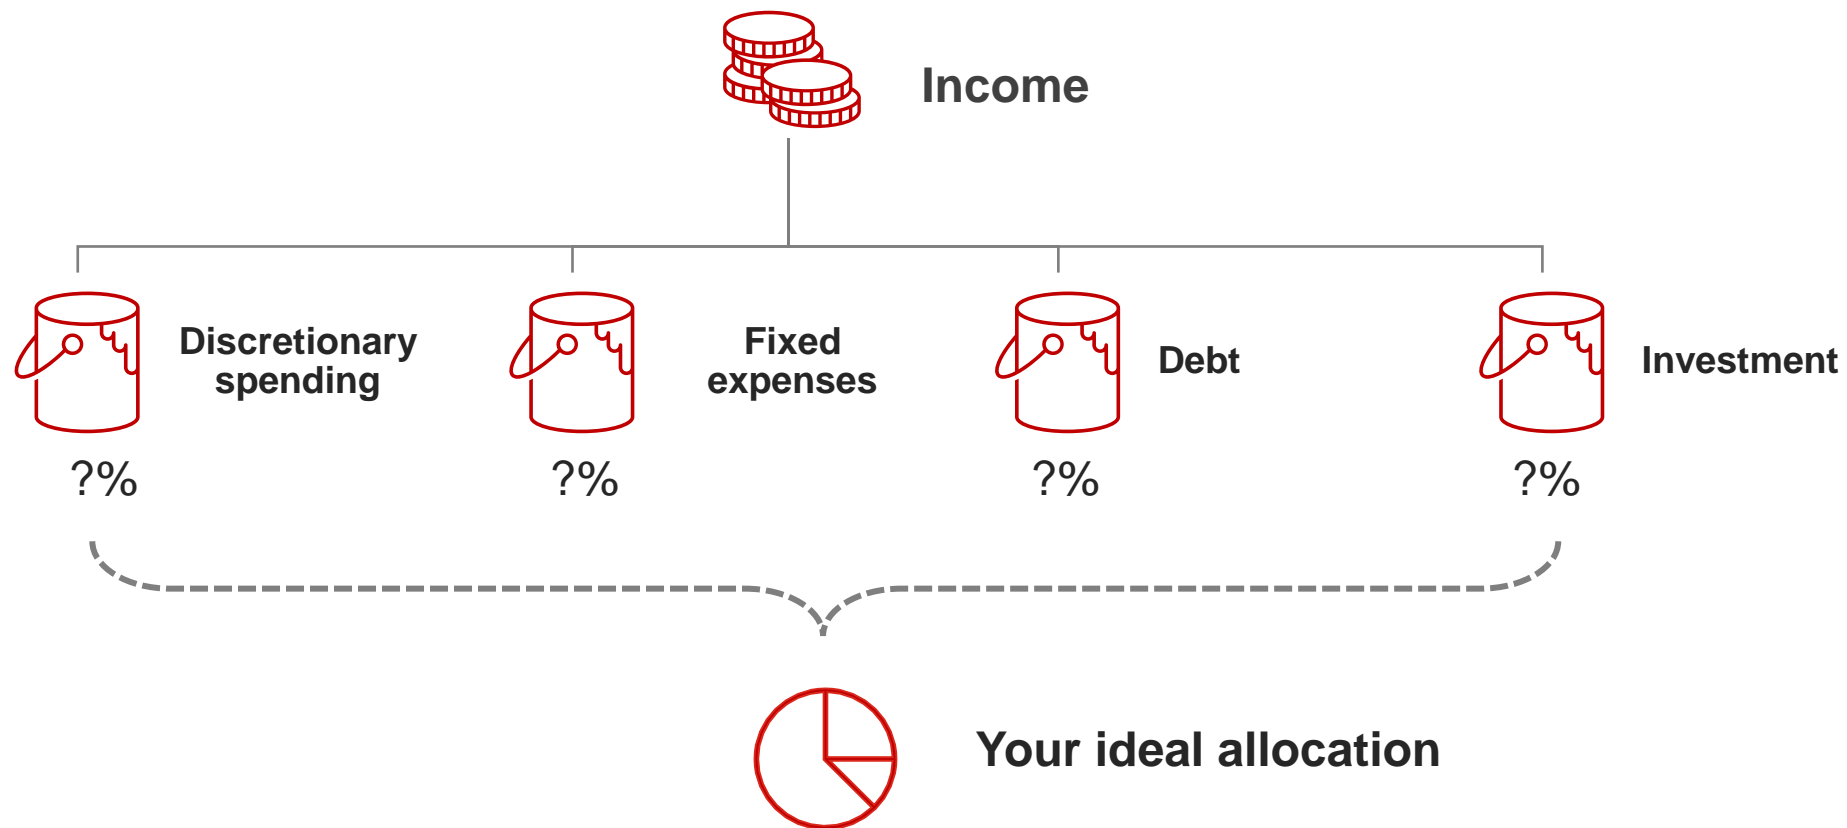 Income
Discretionary
spending
Fixed
expenses
Debt
Investment
?%
?%
?%
?%
Your ideal allocation